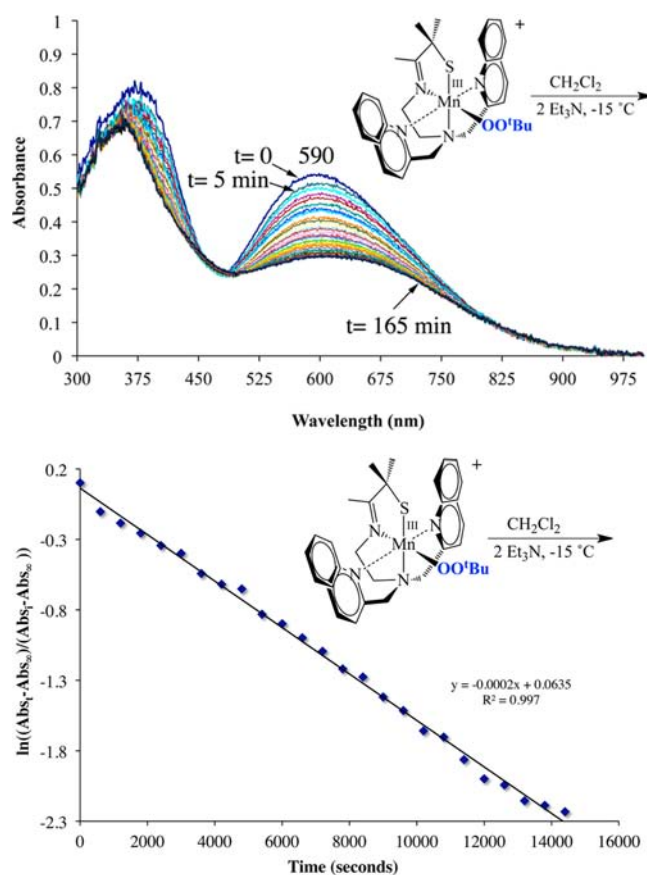 1
0.9
0.8
0.7
0.6
0.5
0.4
0.3
0.2
0.1
0
Absorbance
t= 0
590
t= 5 min
t= 165 min
S
III
N
N
Mn
N
N
OOᵗBu
+
CH₂Cl₂
2 Et₃N, -15 ˚C
300 375 450 525 600 675 750 825 900 975
Wavelength (nm)
0.2
-0.3
-0.8
-1.3
-1.8
-2.3
ln((Absₜ-Abs∞)/(Absᵢ-Abs∞))
S
III
N
N
Mn
N
N
OOᵗBu
+
CH₂Cl₂
2 Et₃N, -15 ˚C
y = -0.0002x + 0.0635
R² = 0.997
0 2000 4000 6000 8000 10000 12000 14000 16000
Time (seconds)